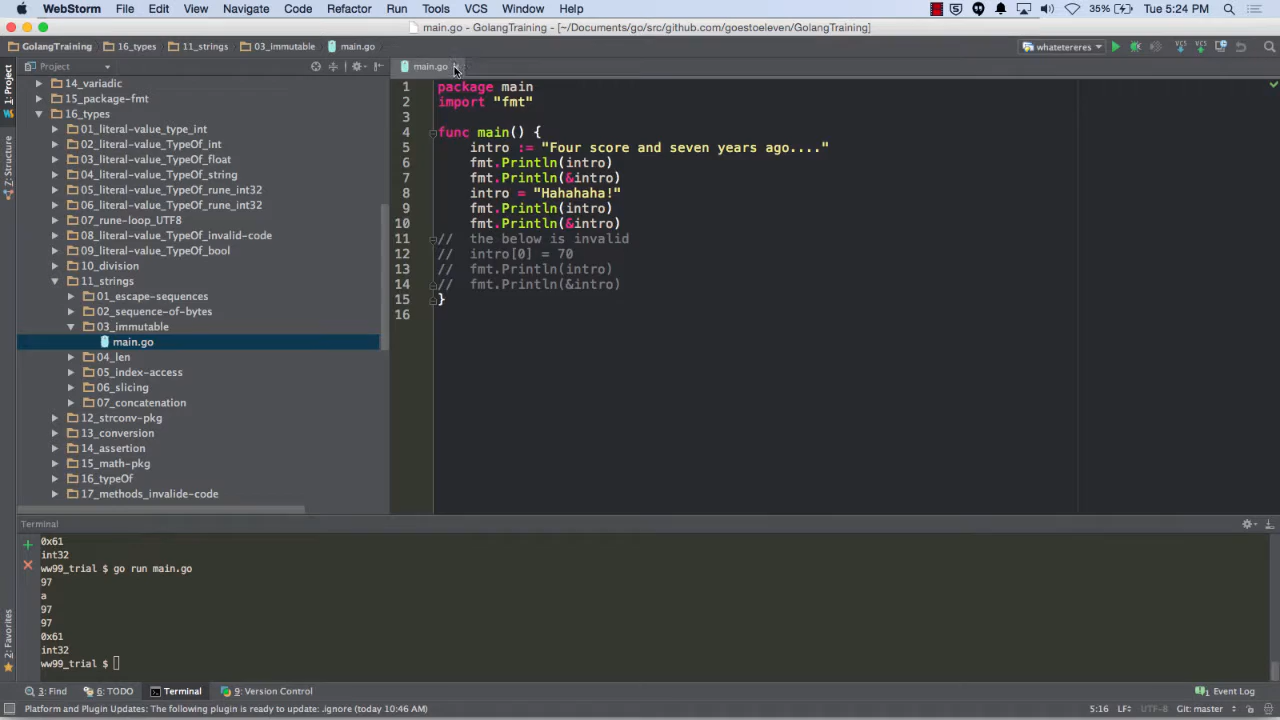 WebStorm File Edit View Navigate Code Refactor Run Tools VCS Window Help 35% Tue 5:24 PM
main.go - GolangTraining - [~/Documents/go/src/github.com/goestoeleven/GolangTraining]
GolangTraining 16_types 11_strings 03_immutable main.go whatetereres VCS VCS
1: Project
Z: Structure
2: Favorites
Project
14_variadic
15_package-fmt
16_types
01_literal-value_type_int
02_literal-value_TypeOf_int
03_literal-value_TypeOf_float
04_literal-value_TypeOf_string
05_literal-value_TypeOf_rune_int32
06_literal-value_TypeOf_rune_int32
07_rune-loop_UTF8
08_literal-value_TypeOf_invalid-code
09_literal-value_TypeOf_bool
10_division
11_strings
01_escape-sequences
02_sequence-of-bytes
03_immutable
main.go
04_len
05_index-access
06_slicing
07_concatenation
12_strconv-pkg
13_conversion
14_assertion
15_math-pkg
16_typeOf
17_methods_invalide-code
main.go
1 package main
2 import "fmt"
3
4 func main() {
5 intro := "Four score and seven years ago...."
6 fmt.Println(intro)
7 fmt.Println(&intro)
8 intro = "Hahahaha!"
9 fmt.Println(intro)
10 fmt.Println(&intro)
11 // the below is invalid
12 // intro[0] = 70
13 // fmt.Println(intro)
14 // fmt.Println(&intro)
15 }
16
Terminal
0x61
int32
ww99_trial $ go run main.go
97
a
97
97
0x61
int32
ww99_trial $
3: Find 6: TODO Terminal 9: Version Control 1 Event Log
Platform and Plugin Updates: The following plugin is ready to update: .ignore (today 10:46 AM) 5:16 LF UTF-8 Git: master